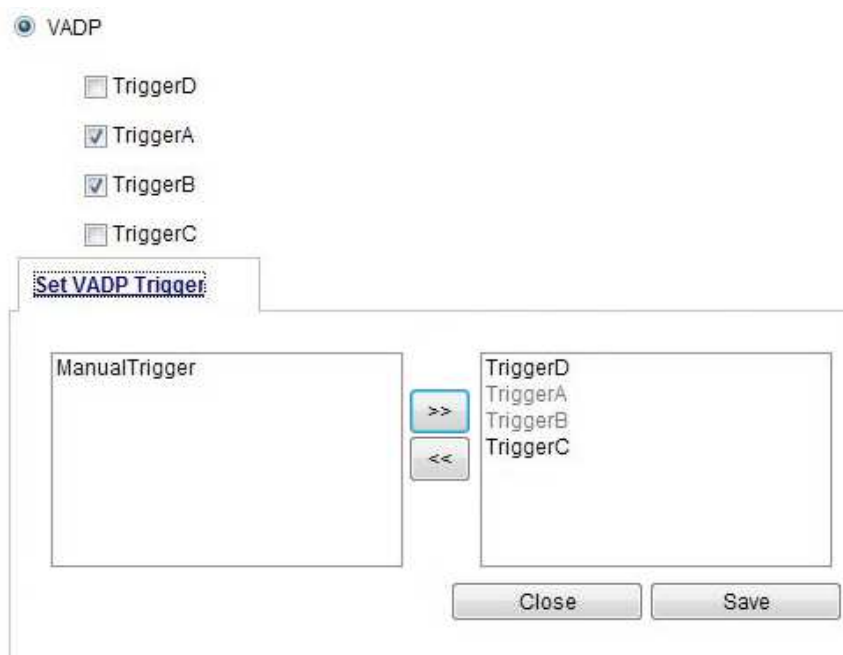 VADP
TriggerD
TriggerA
TriggerB
TriggerC
Set VADP Trigger
ManualTrigger
>>
<<
TriggerD
TriggerA
TriggerB
TriggerC
Close
Save